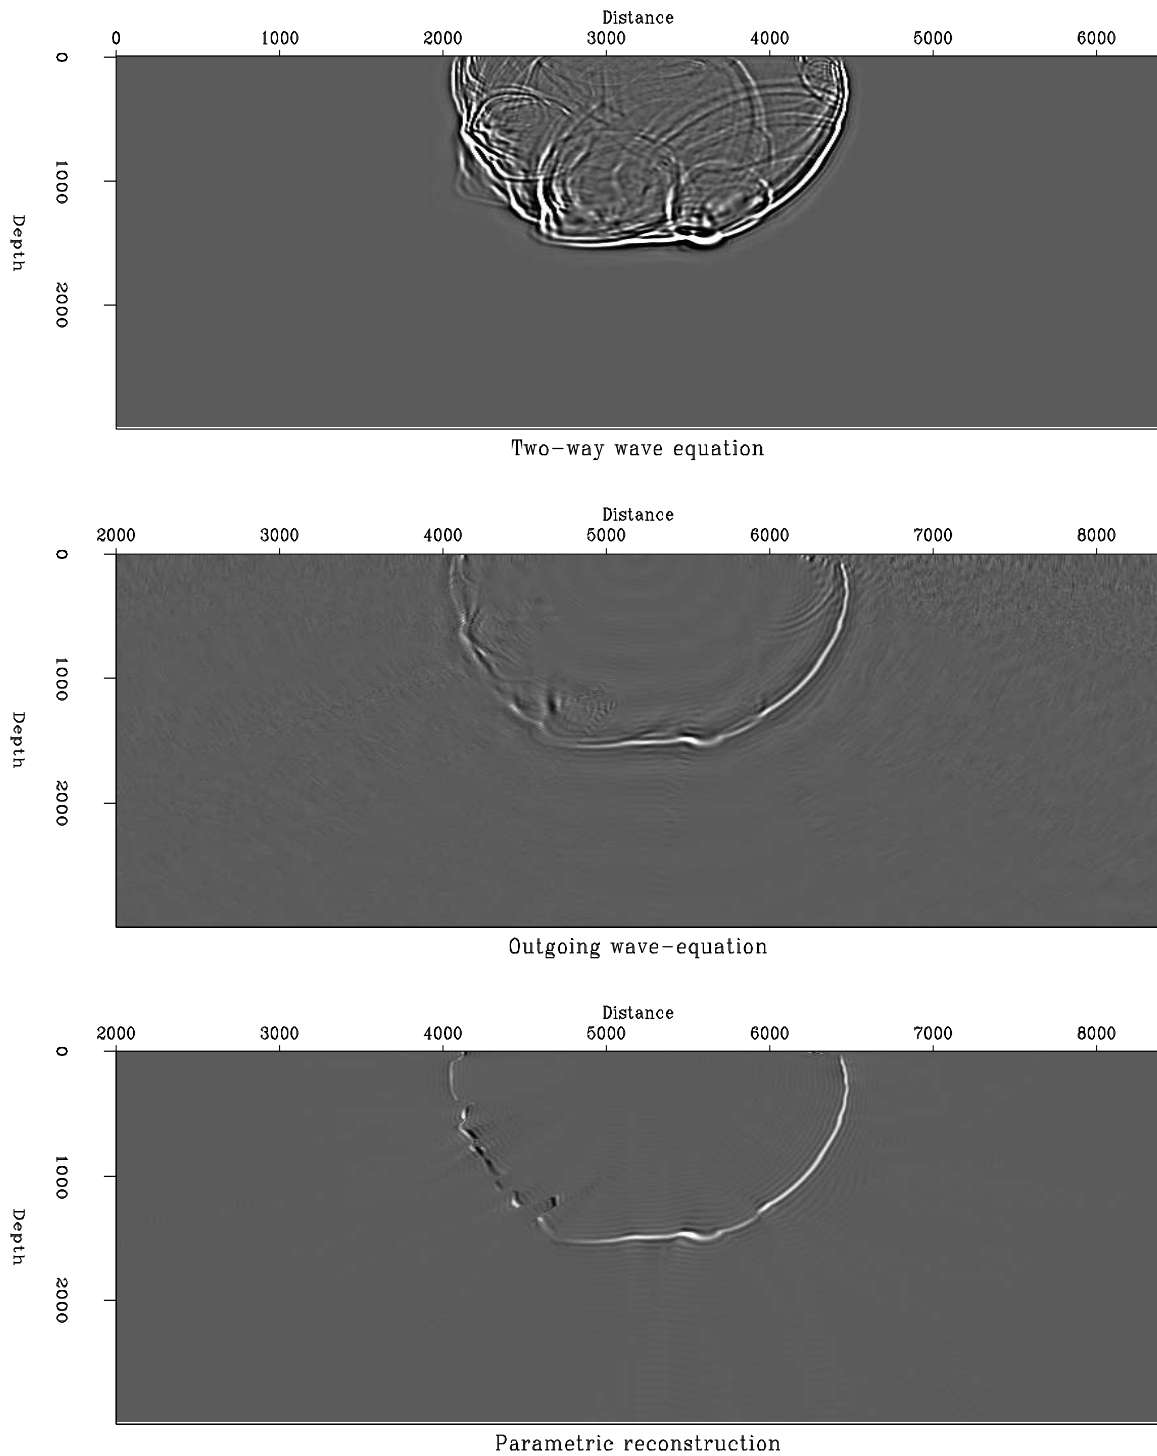 Distance
0 1000 2000 3000 4000 5000 6000
0
1000
2000
Depth
Two-way wave equation
Distance
2000 3000 4000 5000 6000 7000 8000
0
1000
2000
Depth
Outgoing wave-equation
Distance
2000 3000 4000 5000 6000 7000 8000
0
1000
2000
Depth
Parametric reconstruction